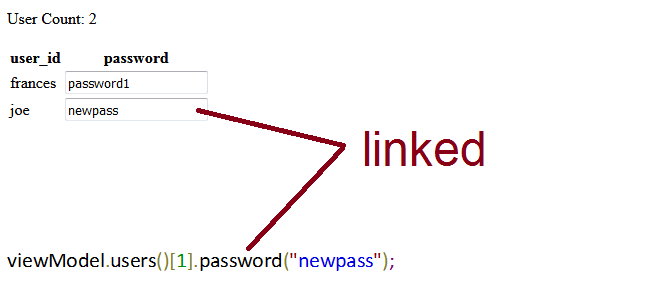 User Count: 2
user_id password
frances password1
joe newpass
linked
viewModel.users()[1].password("newpass");